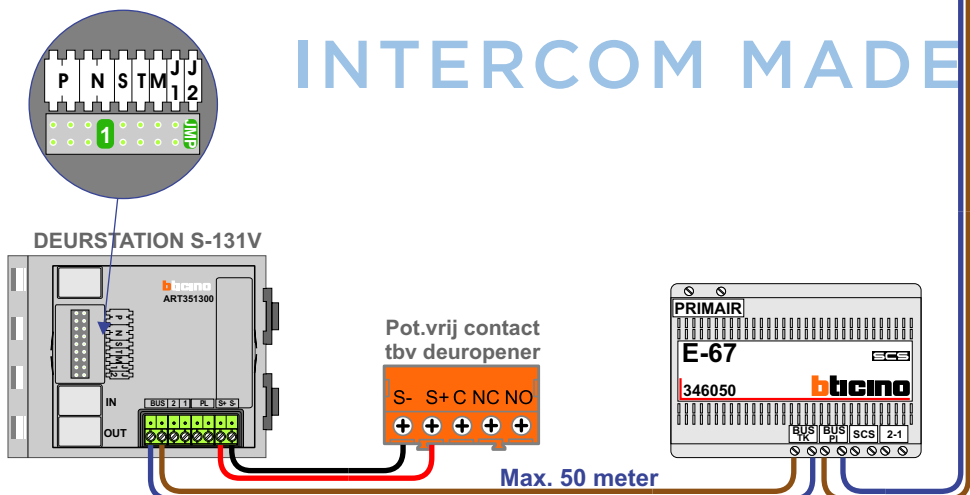 INTERCOM MADE
P N S T M J1 J2
1 JMP
DEURSTATION S-131V
bticino
ART351300
P N S T M J1 J2
IN
OUT
BUS 2 1 PL S+ S-
Pot.vrij contact
tbv deuropener
S- S+ C NC NO
PRIMAIR
E-67
SCS
346050
bticino
BUS TK BUS PI SCS 2-1
Max. 50 meter